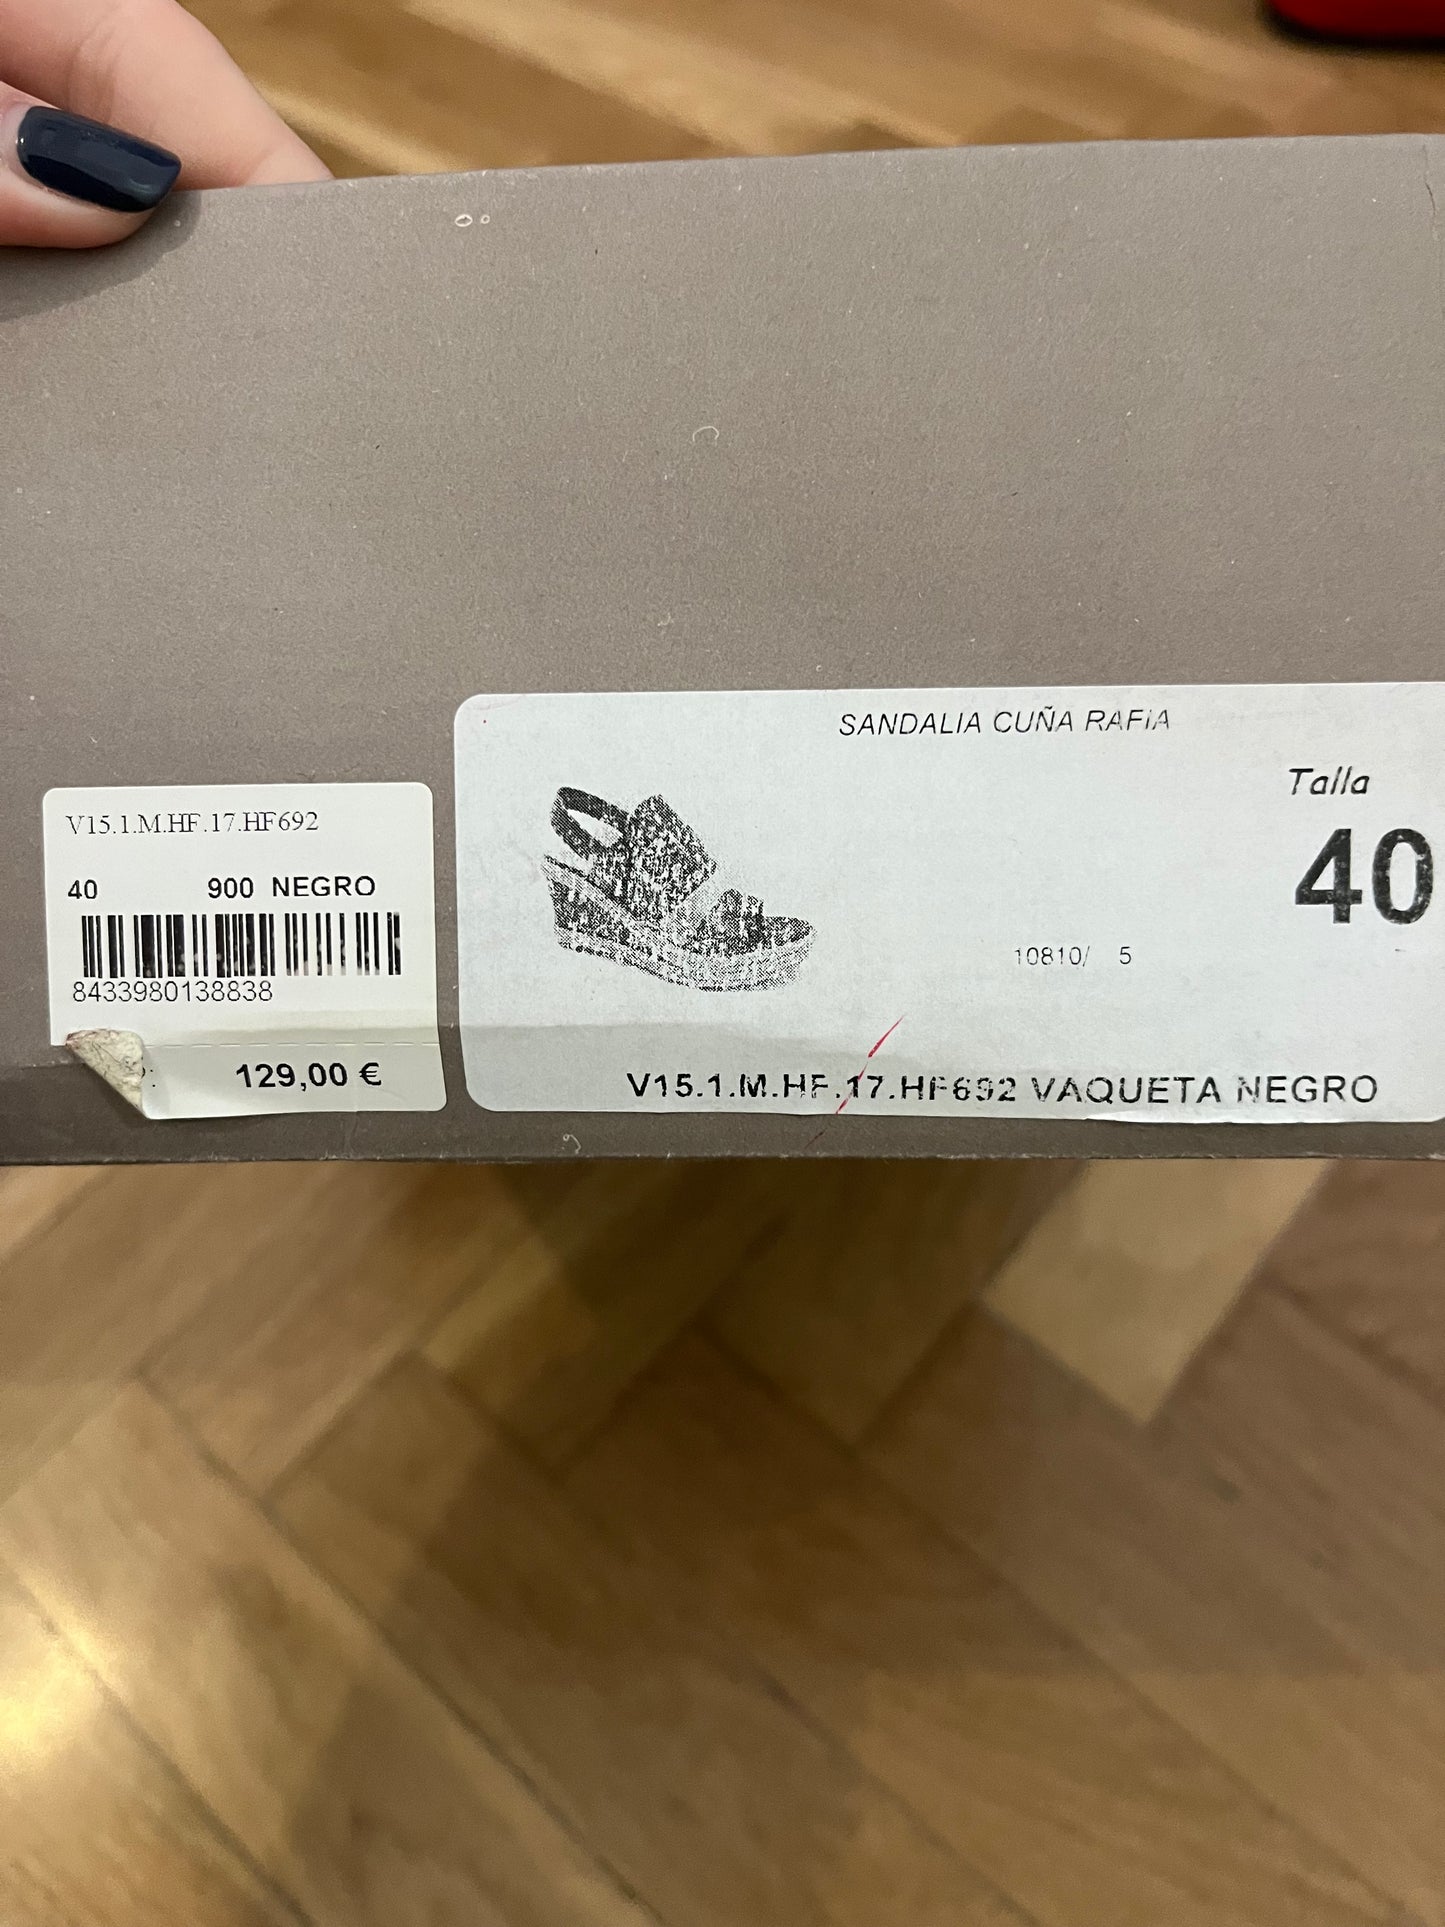 V15.1.M.HF.17.HF692
40 900 NEGRO
8433980138838
129,00 €
SANDALIA CUÑA RAFIA
Talla
40
10810/ 5
V15.1.M.HF.17.HF692 VAQUETA NEGRO